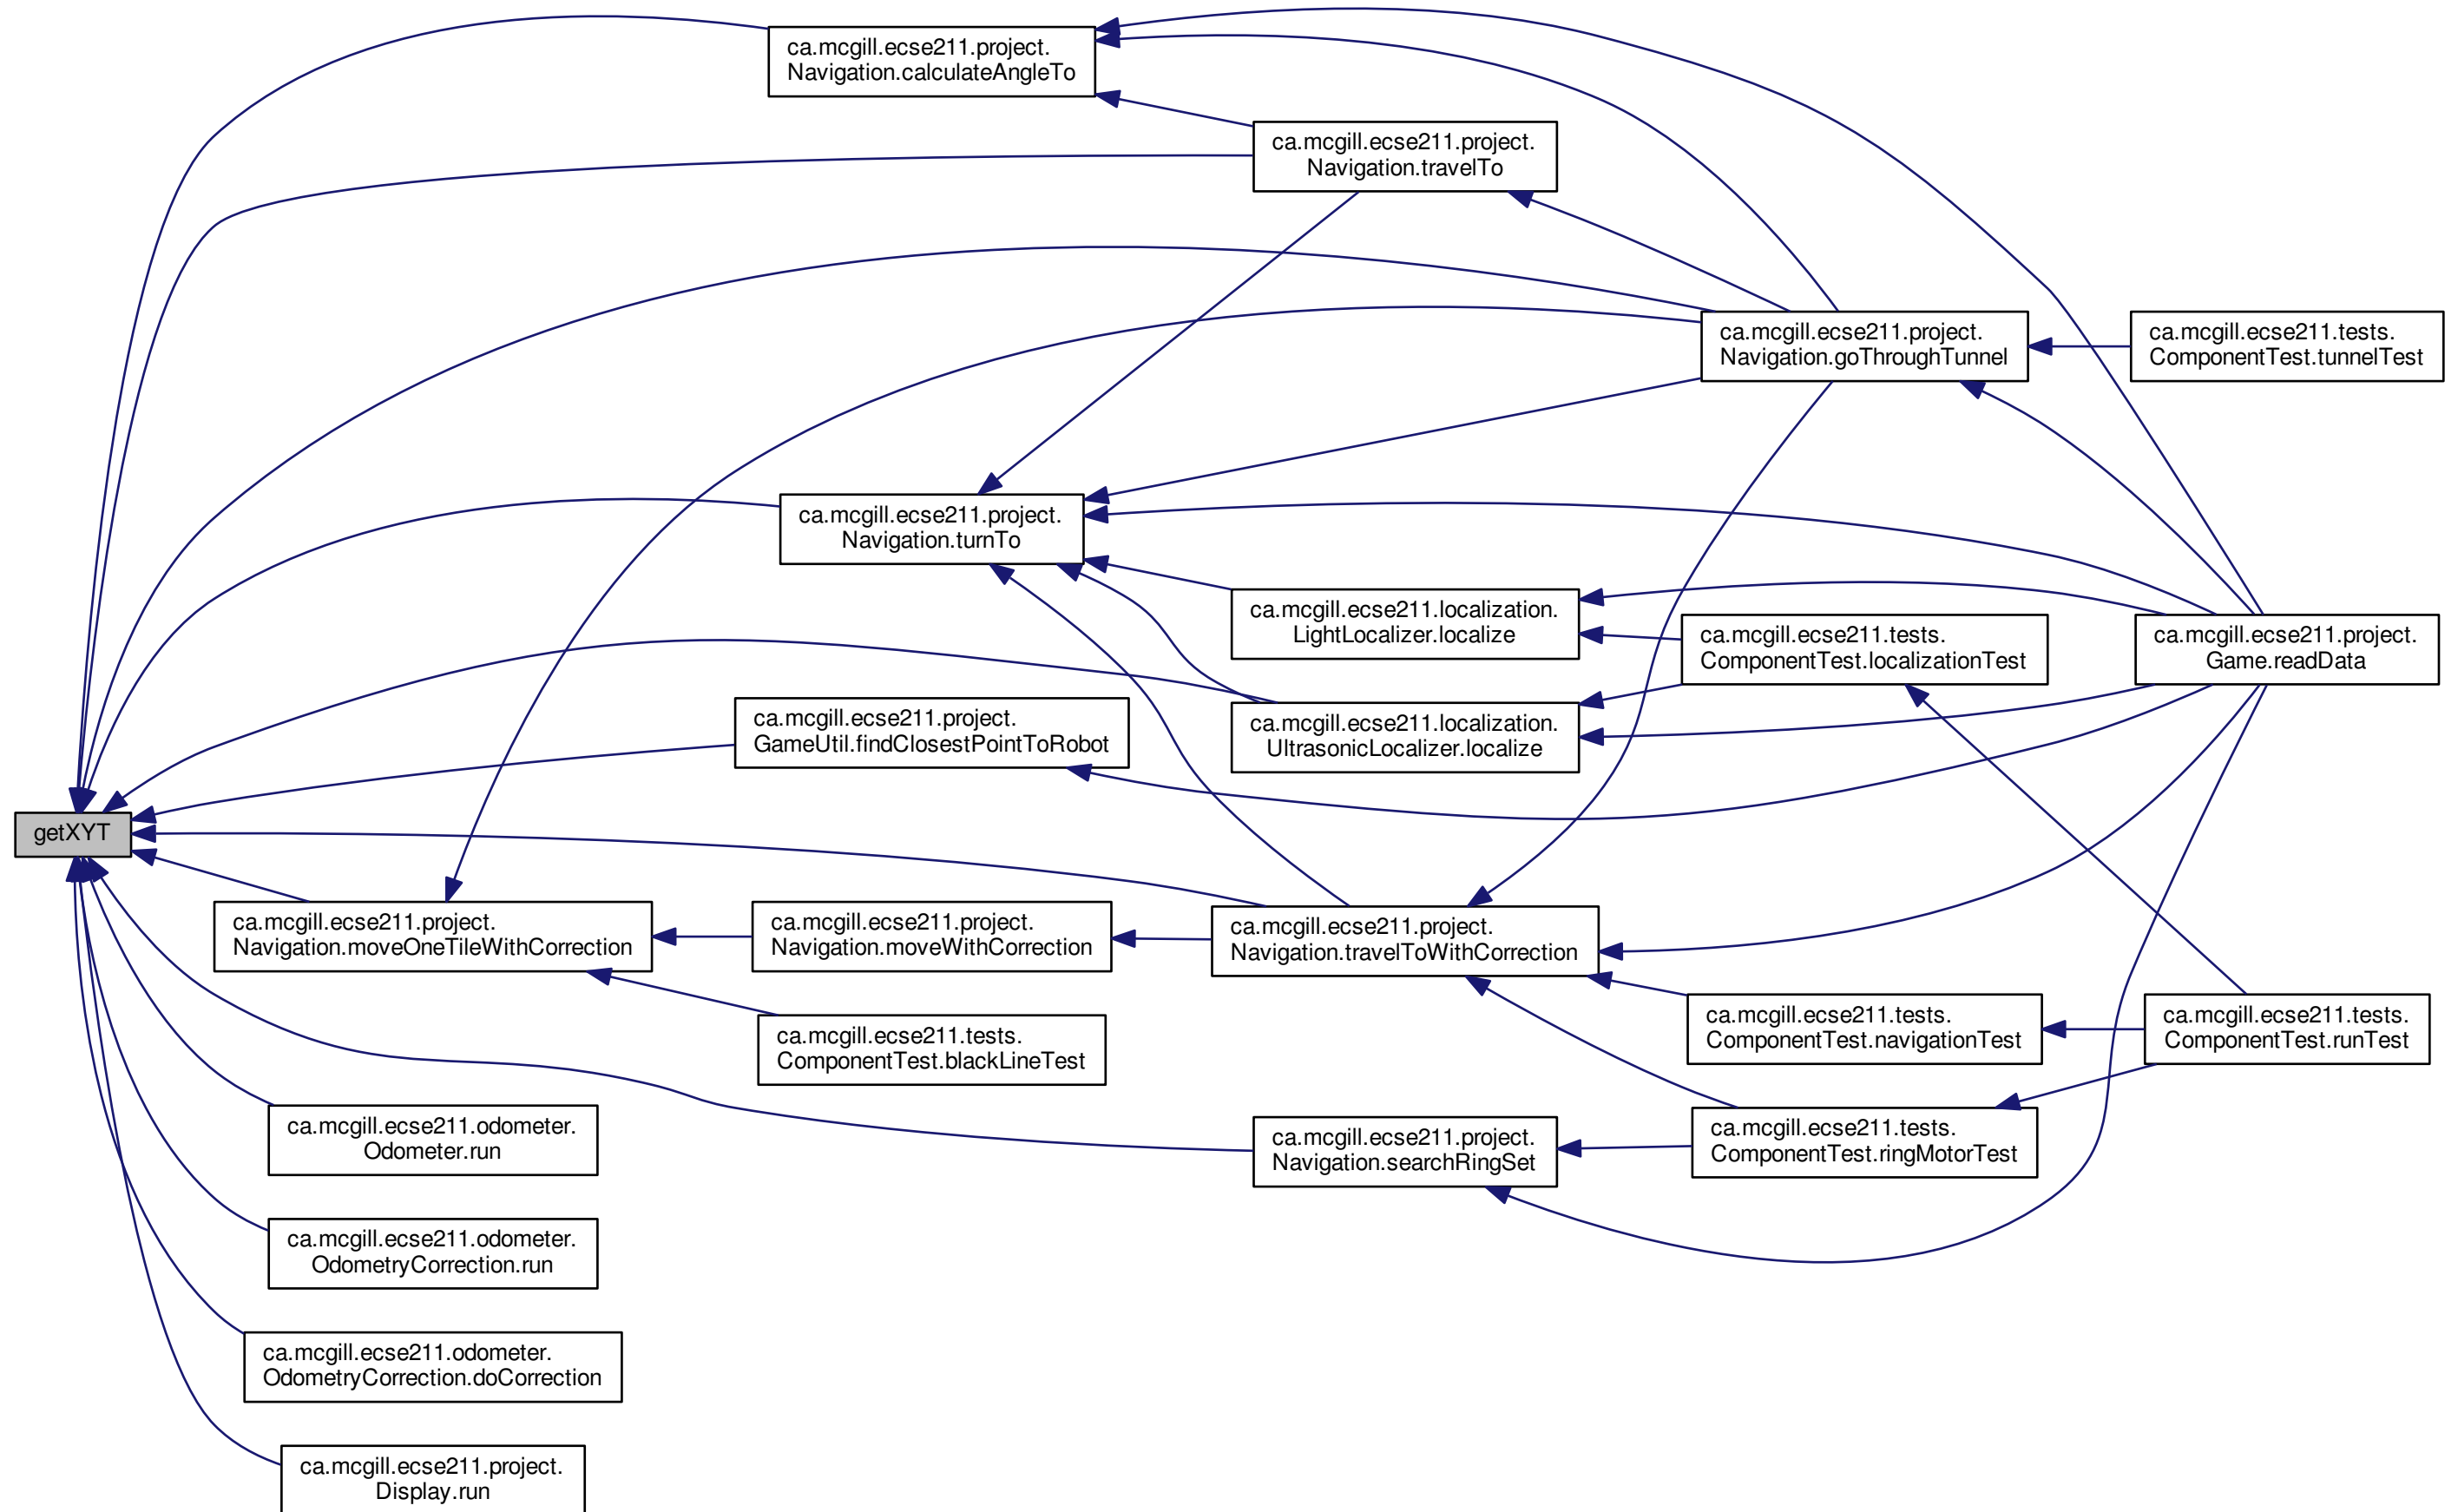 ca.mcgill.ecse211.project.
Navigation.calculateAngleTo
ca.mcgill.ecse211.project.
Navigation.travelTo
ca.mcgill.ecse211.project.
Navigation.goThroughTunnel
ca.mcgill.ecse211.tests.
ComponentTest.tunnelTest
ca.mcgill.ecse211.project.
Navigation.turnTo
ca.mcgill.ecse211.localization.
LightLocalizer.localize
ca.mcgill.ecse211.tests.
ComponentTest.localizationTest
ca.mcgill.ecse211.project.
Game.readData
ca.mcgill.ecse211.project.
GameUtil.findClosestPointToRobot
ca.mcgill.ecse211.localization.
UltrasonicLocalizer.localize
getXYT
ca.mcgill.ecse211.project.
Navigation.moveOneTileWithCorrection
ca.mcgill.ecse211.project.
Navigation.moveWithCorrection
ca.mcgill.ecse211.project.
Navigation.travelToWithCorrection
ca.mcgill.ecse211.tests.
ComponentTest.blackLineTest
ca.mcgill.ecse211.tests.
ComponentTest.navigationTest
ca.mcgill.ecse211.tests.
ComponentTest.runTest
ca.mcgill.ecse211.odometer.
Odometer.run
ca.mcgill.ecse211.project.
Navigation.searchRingSet
ca.mcgill.ecse211.tests.
ComponentTest.ringMotorTest
ca.mcgill.ecse211.odometer.
OdometryCorrection.run
ca.mcgill.ecse211.odometer.
OdometryCorrection.doCorrection
ca.mcgill.ecse211.project.
Display.run